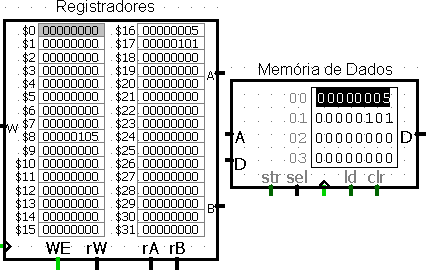 Registradores
$0 00000000 $16 00000005
$1 00000000 $17 00000101
$2 00000000 $18 00000000
$3 00000000 $19 00000000
$4 00000000 $20 00000000
$5 00000000 $21 00000000
$6 00000000 $22 00000000
$7 00000000 $23 00000000
$8 00000105 $24 00000000
$9 00000000 $25 00000000
$10 00000000 $26 00000000
$11 00000000 $27 00000000
$12 00000000 $28 00000000
$13 00000000 $29 00000000
$14 00000000 $30 00000000
$15 00000000 $31 00000000
W
A
B
WE rW rA rB
Memória de Dados
00 00000005
01 00000101
02 00000000
03 00000000
A
D
D
str sel ld clr